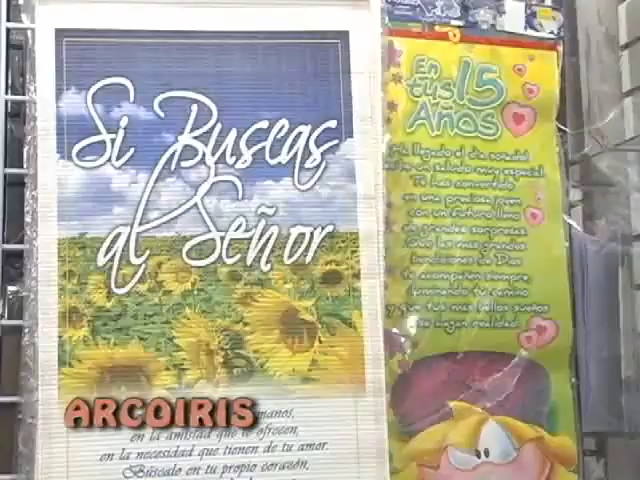 Si Buscas
al Señor
ARCOIRIS
manos,
en la amistad que te ofrecen,
en la necesidad que tienen de tu amor.
Búscalo en tu propio corazón,
En
tus 15
Años
llegado el día soñado!
un saludo muy especial
Te has convertido
en una preciosa joven
con un futuro lleno
de grandes sorpresas.
las más grandes
bendiciones de Dios
te acompañen siempre,
tu camino
y que tus más bellos sueños
se hagan realidad!